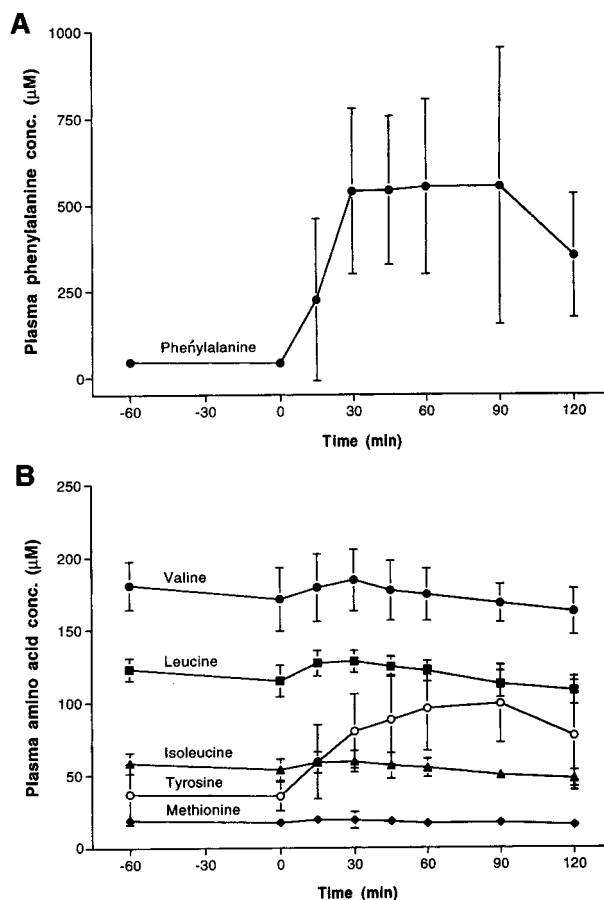 A
Plasma phenylalanine conc. (μM)
1000
750
500
250
0
Phenylalanine
-60 -30 0 30 60 90 120
Time (min)
B
Plasma amino acid conc. (μM)
250
200
150
100
50
0
Valine
Leucine
Isoleucine
Tyrosine
Methionine
-60 -30 0 30 60 90 120
Time (min)